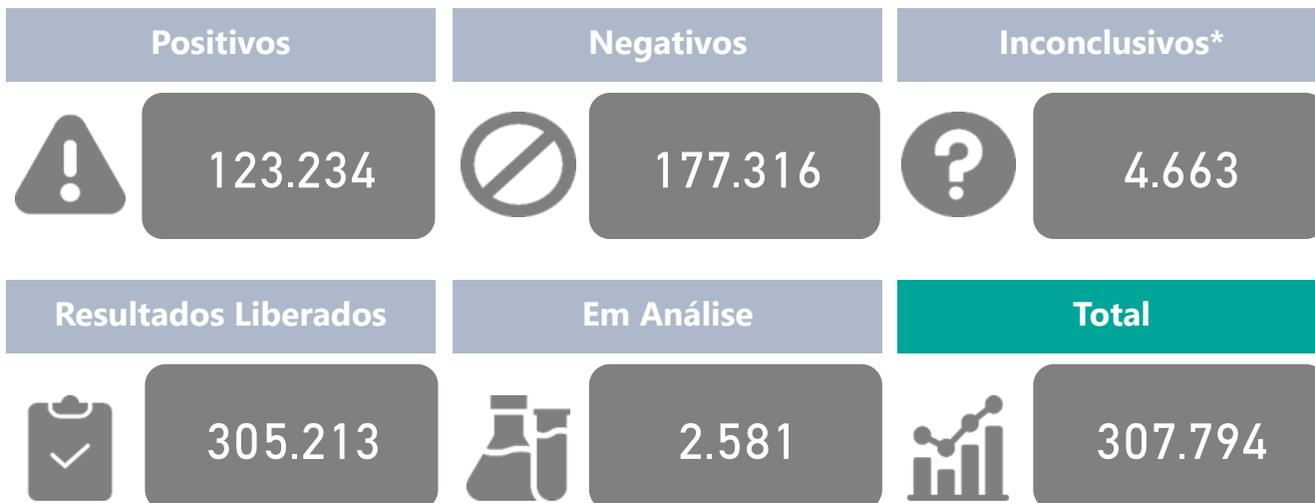 Positivos Negativos Inconclusivos*
123.234 177.316 4.663
Resultados Liberados Em Análise Total
305.213 2.581 307.794